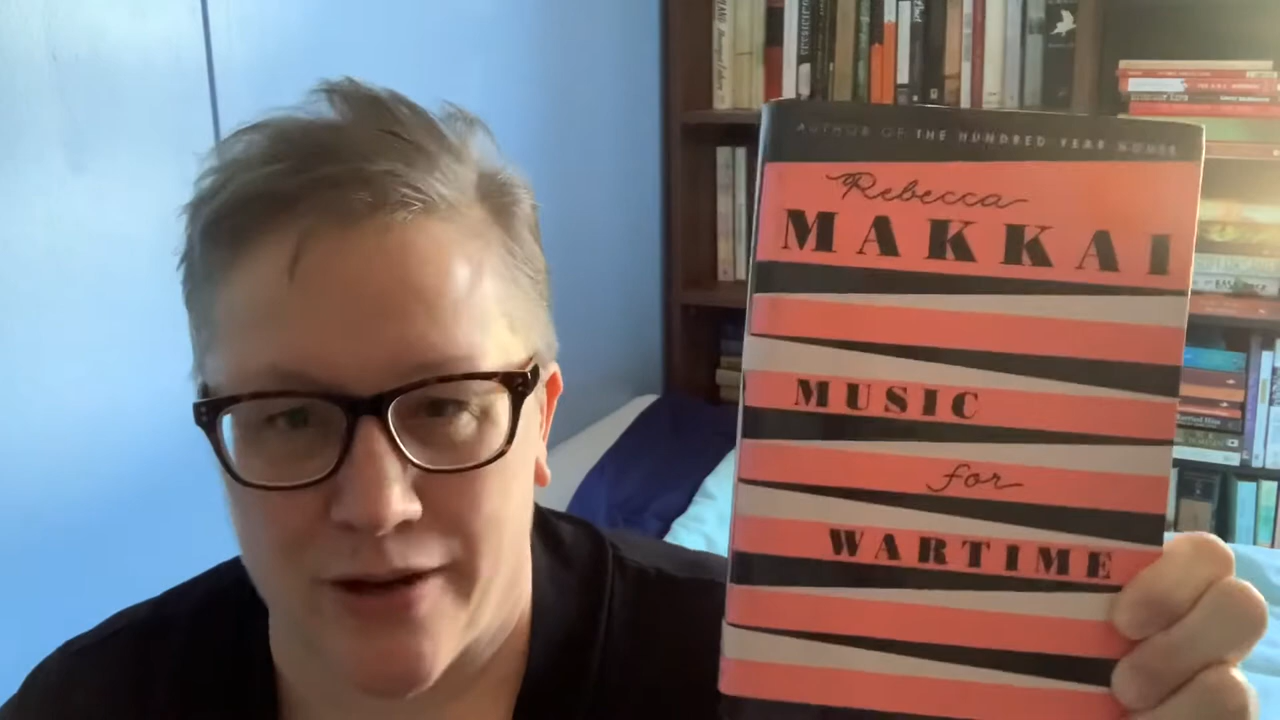 AUTHOR OF THE HUNDRED YEAR HOUSE
Rebecca
MAKKAI
MUSIC
for
WARTIME